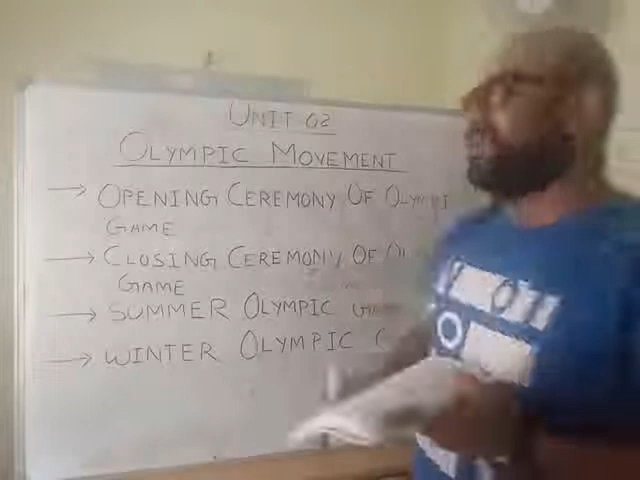 UNIT 02
OLYMPIC MOVEMENT
→ OPENING CEREMONY OF
GAME
→ CLOSING CEREMONY OF
GAME
→ SUMMER OLYMPIC
→ WINTER OLYMPIC